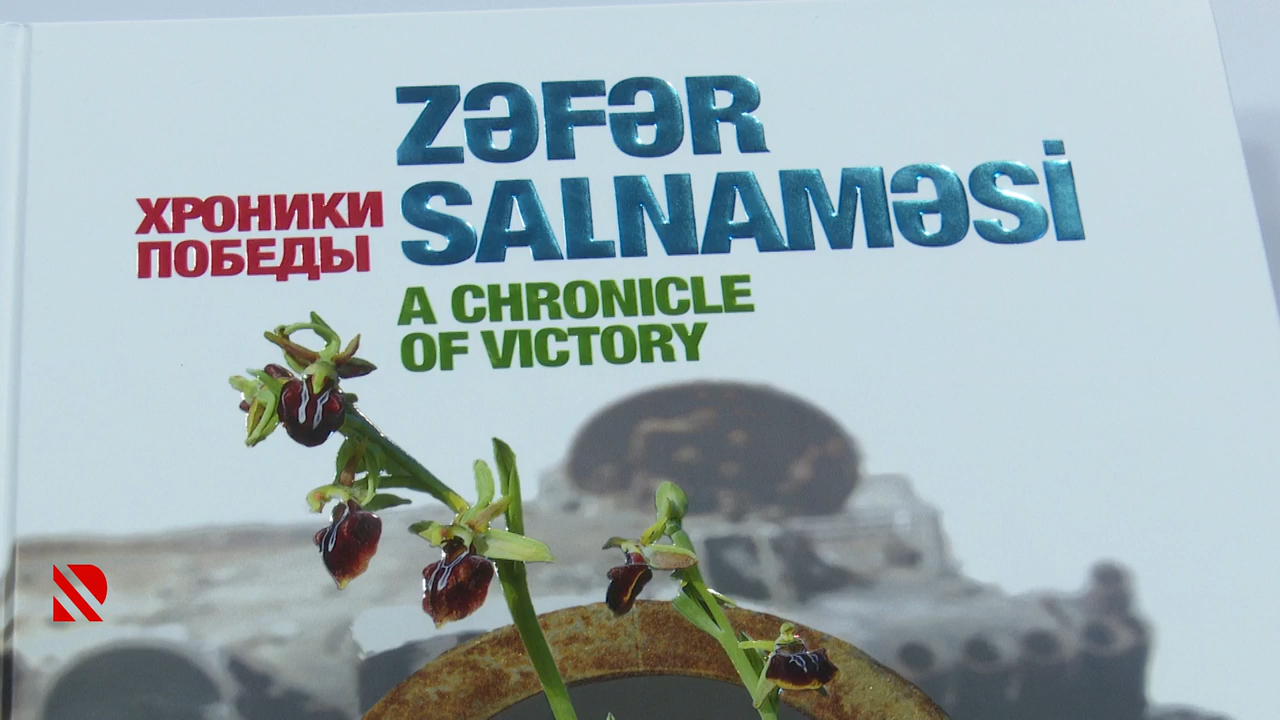 ZƏFƏR
SALNAMƏSİ
ХРОНИКИ
ПОБЕДЫ
A CHRONICLE
OF VICTORY